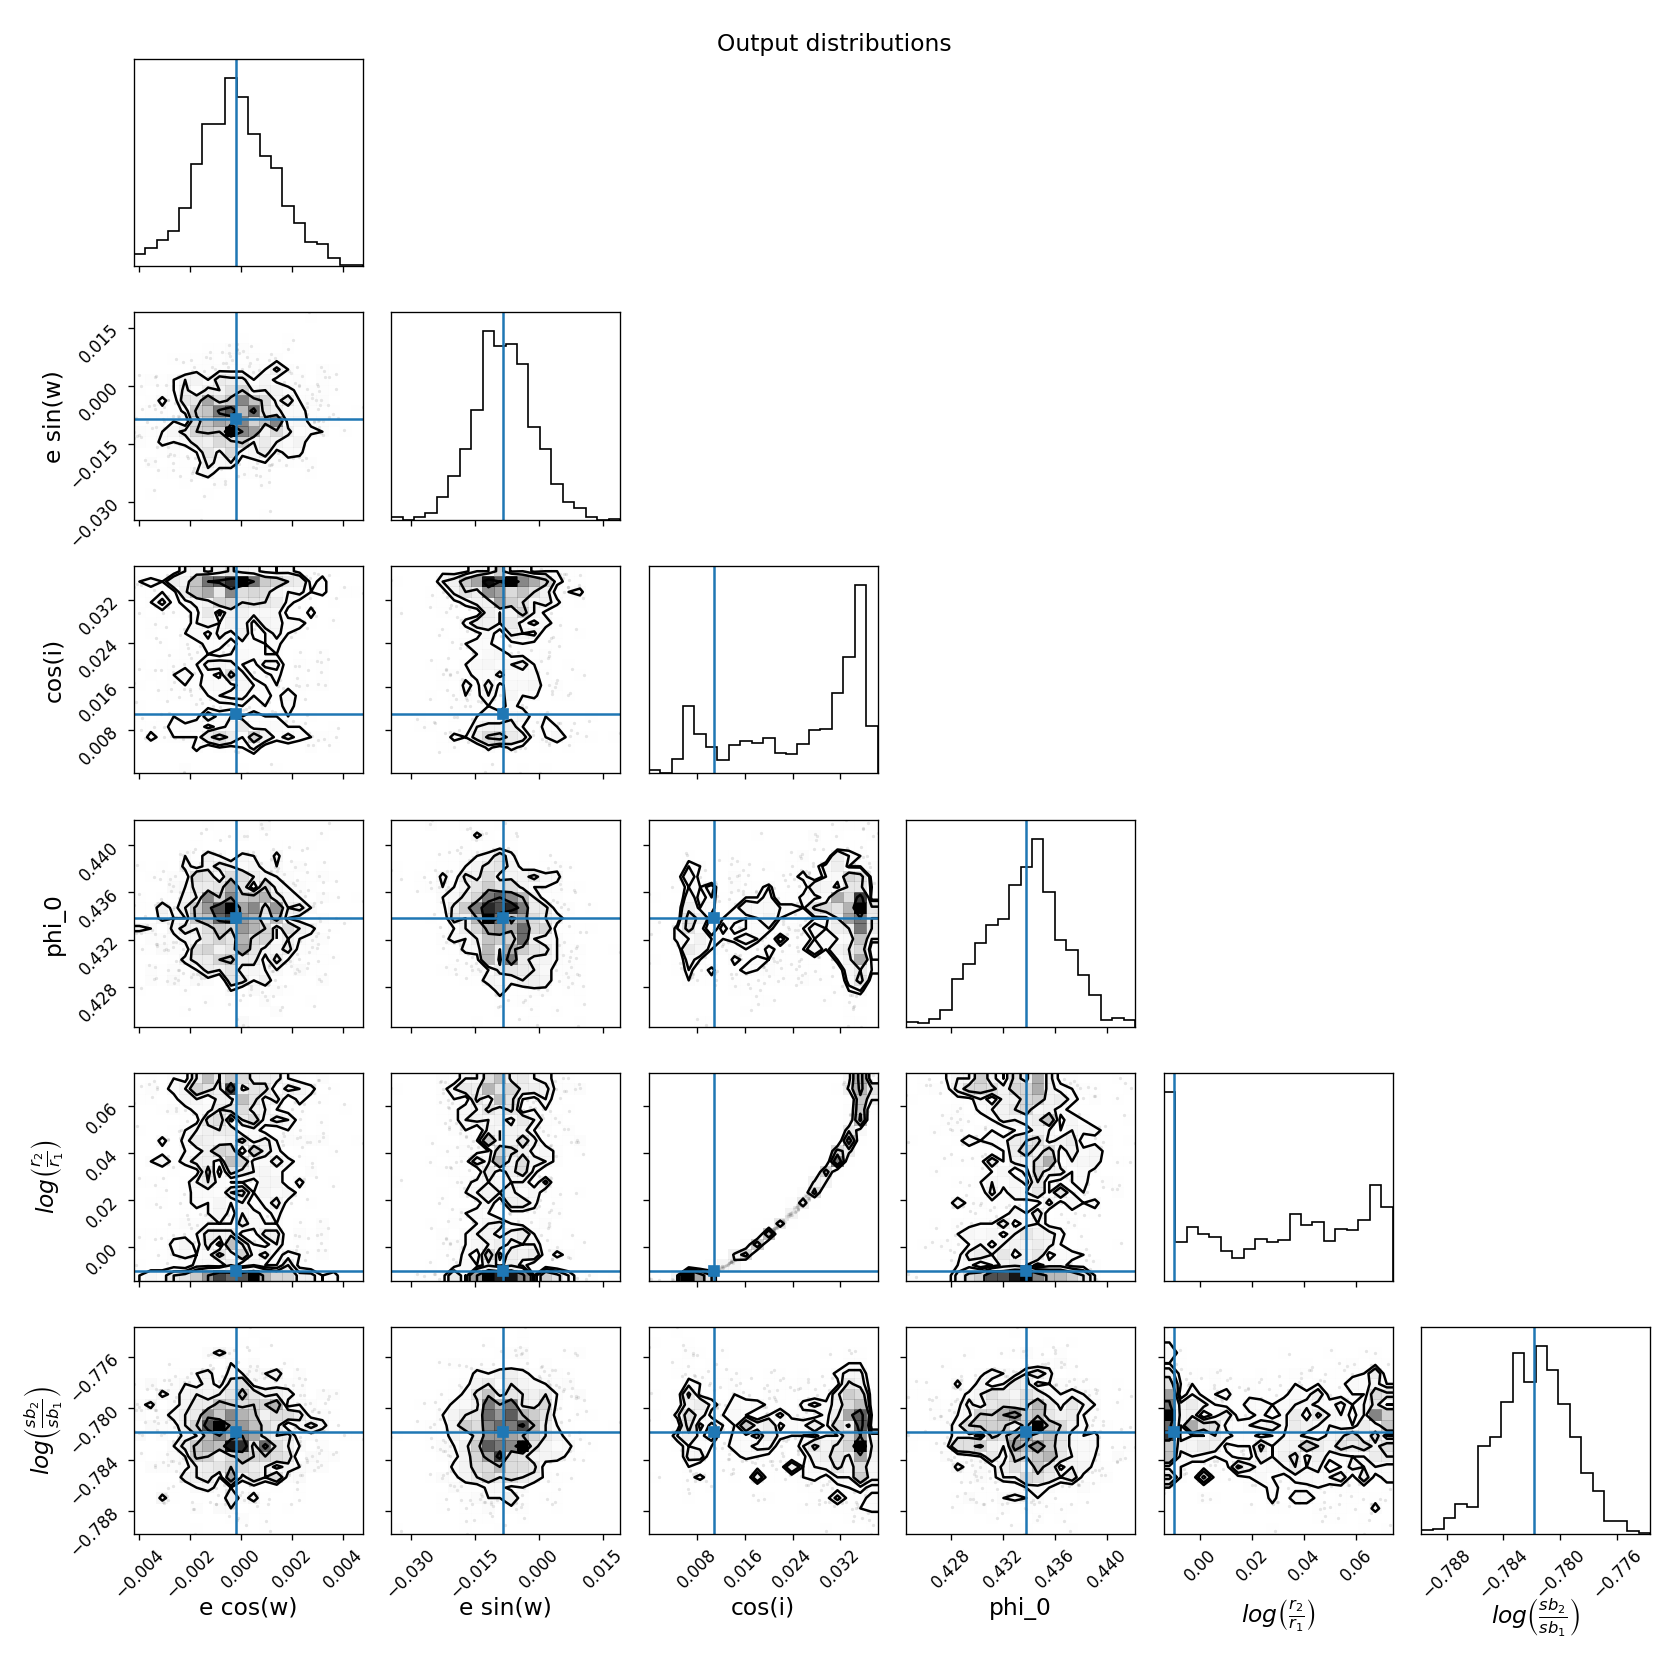 Output distributions
0.015
0.000
−0.015
−0.030
e sin(w)
0.032
0.024
0.016
0.008
cos(i)
0.440
0.436
0.432
0.428
phi_0
0.06
0.04
0.02
0.00
log(r2/r1)
−0.776
−0.780
−0.784
−0.788
log(sb2/sb1)
−0.004 −0.002 0.000 0.002 0.004
−0.030 −0.015 0.000 0.015
0.008 0.016 0.024 0.032
0.428 0.432 0.436 0.440
0.00 0.02 0.04 0.06
−0.788 −0.784 −0.780 −0.776
e cos(w) e sin(w) cos(i) phi_0 log(r2/r1) log(sb2/sb1)